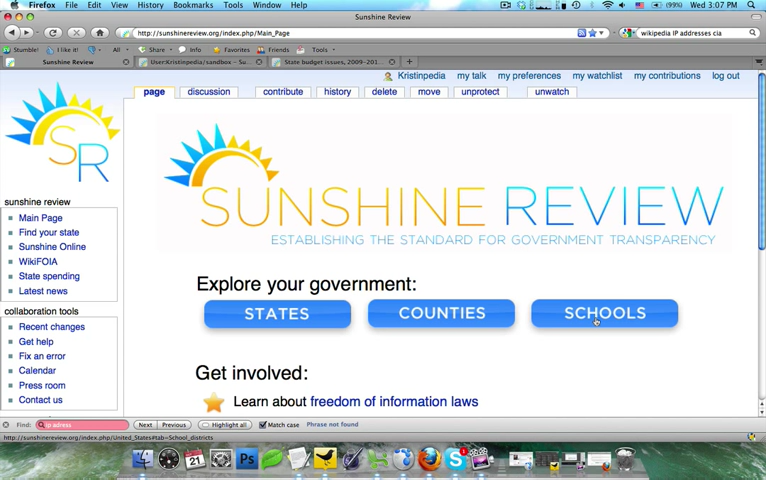 Firefox File Edit View History Bookmarks Tools Window Help (99%) Wed 3:07 PM
Sunshine Review
http://sunshinereview.org/index.php/Main_Page wikipedia IP addresses cia
Stumble! I like it! All Share Info Favorites Friends Tools
Sunshine Review User:Kristinpedia/sandbox – Su... State budget issues, 2009–201...
Kristinpedia my talk my preferences my watchlist my contributions log out
page discussion contribute history delete move unprotect unwatch
SR
SUNSHINE REVIEW
ESTABLISHING THE STANDARD FOR GOVERNMENT TRANSPARENCY
sunshine review
Main Page
Find your state
Sunshine Online
WikiFOIA
State spending
Latest news
collaboration tools
Recent changes
Get help
Fix an error
Calendar
Press room
Contact us
Explore your government:
STATES COUNTIES SCHOOLS
Get involved:
Learn about freedom of information laws
Find: ip adress Next Previous Highlight all Match case Phrase not found
http://sunshinereview.org/index.php/United_States#tab=School_districts
21
Ps
S